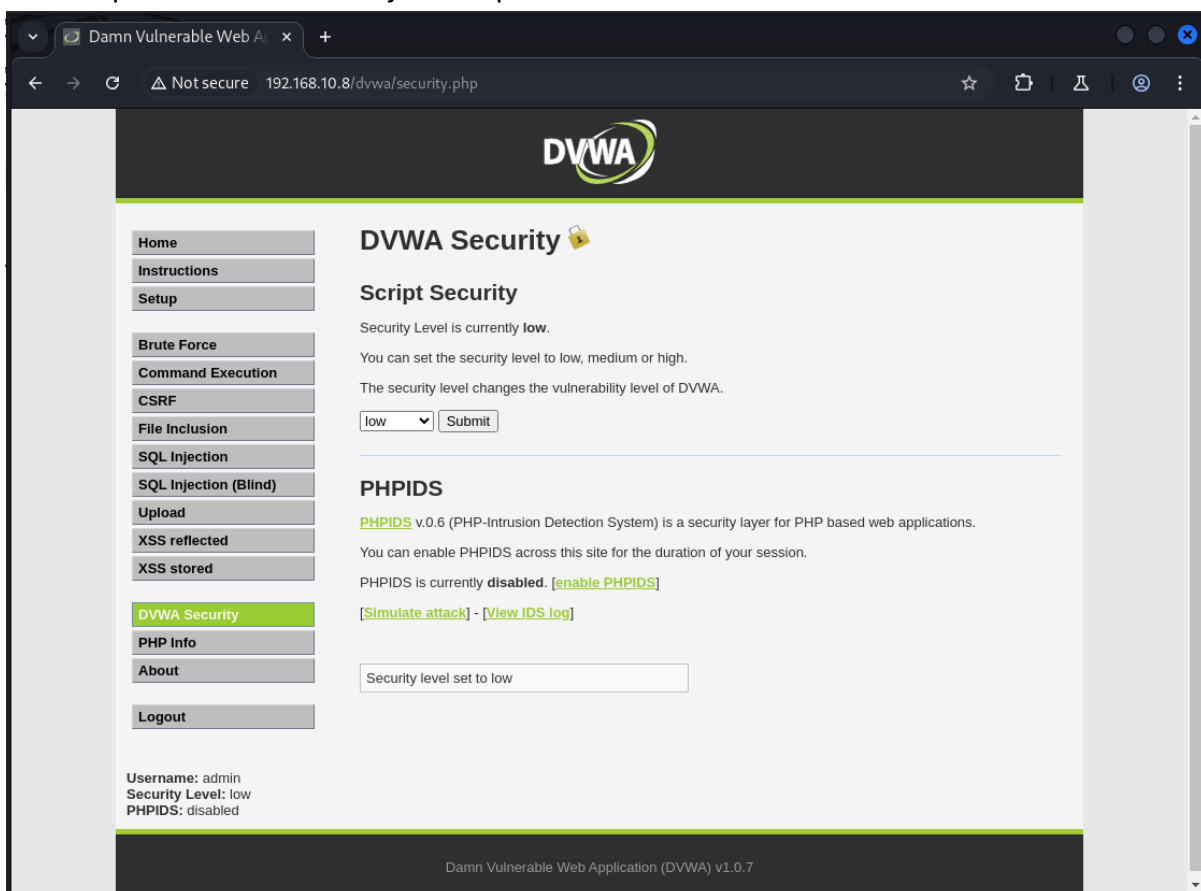 Damn Vulnerable Web A
Not secure 192.168.10.8/dvwa/security.php
DVWA
Home
Instructions
Setup
Brute Force
Command Execution
CSRF
File Inclusion
SQL Injection
SQL Injection (Blind)
Upload
XSS reflected
XSS stored
DVWA Security
PHP Info
About
Logout
Username: admin
Security Level: low
PHPIDS: disabled
DVWA Security
Script Security
Security Level is currently low.
You can set the security level to low, medium or high.
The security level changes the vulnerability level of DVWA.
low Submit
PHPIDS
PHPIDS v.0.6 (PHP-Intrusion Detection System) is a security layer for PHP based web applications.
You can enable PHPIDS across this site for the duration of your session.
PHPIDS is currently disabled. [enable PHPIDS]
[Simulate attack] - [View IDS log]
Security level set to low
Damn Vulnerable Web Application (DVWA) v1.0.7